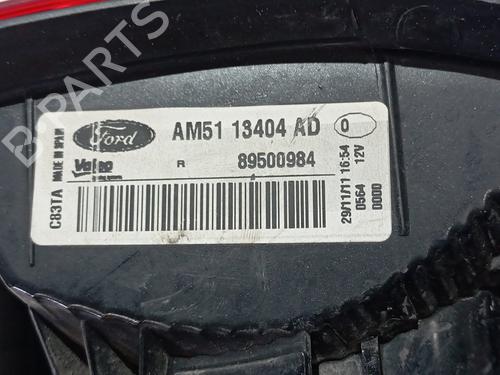 B-PARTS
Ford
AM51 13404 AD 0
MADE IN SPAIN
Valeo
R 89500984
C83TA
29/11/11 16:54
0564 12V
0000